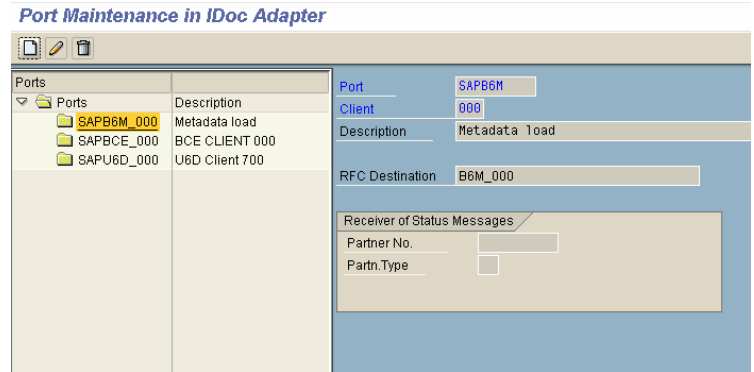 Port Maintenance in IDoc Adapter
Ports
Ports Description
SAPB6M_000 Metadata load
SAPBCE_000 BCE CLIENT 000
SAPU6D_000 U6D Client 700
Port SAPB6M
Client 000
Description Metadata load
RFC Destination B6M_000
Receiver of Status Messages
Partner No.
Partn.Type